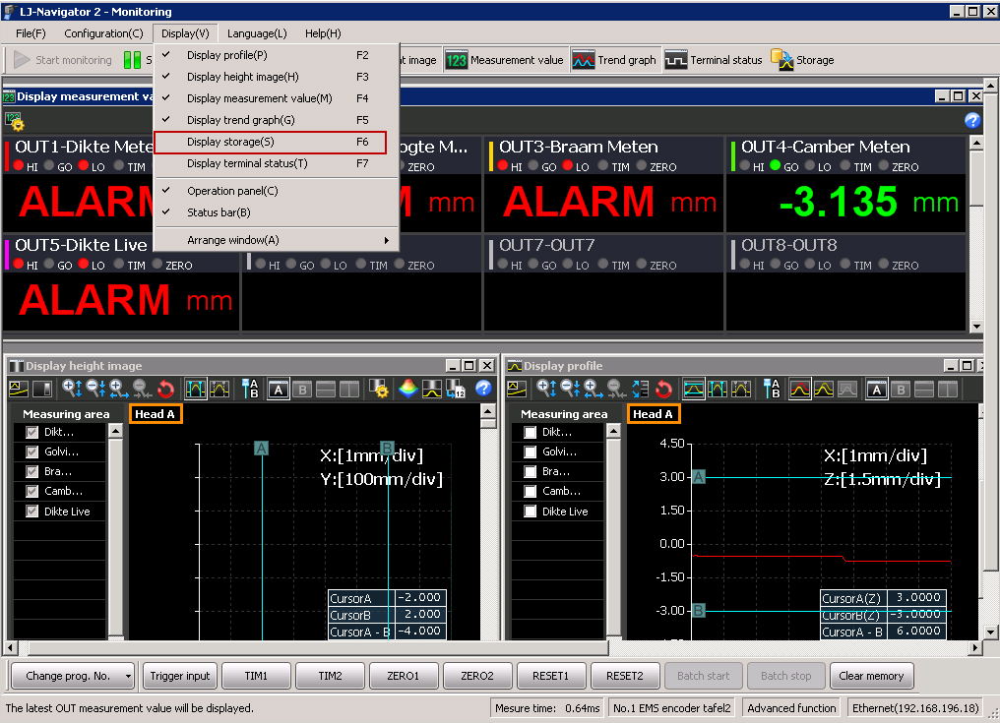 LJ-Navigator 2 - Monitoring
File(F) Configuration(C) Display(V) Language(L) Help(H)
Start monitoring S t image Measurement value Trend graph Terminal status Storage
Display profile(P) F2
Display height image(H) F3
Display measurement value(M) F4
Display trend graph(G) F5
Display storage(S) F6
Display terminal status(T) F7
Operation panel(C)
Status bar(B)
Arrange window(A)
Display measurement va
OUT1-Dikte Mete ogte M... OUT3-Braam Meten OUT4-Camber Meten
HI GO LO TIM ZERO HI GO LO TIM ZERO HI GO LO TIM ZERO
ALARM mm ALARM mm -3.135 mm
OUT5-Dikte Live OUT7-OUT7 OUT8-OUT8
HI GO LO TIM ZERO HI GO LO TIM ZERO HI GO LO TIM ZERO HI GO LO TIM ZERO
ALARM mm
Display height image
A B A B 12
Measuring area Head A
Dikt...
Golvi...
Bra...
Camb...
Dikte Live
A B
X:[1mm/div]
Y:[100mm/div]
CursorA -2.000
CursorB 2.000
CursorA - B -4.000
Display profile
A B A B
Measuring area Head A
Dikt...
Golvi...
Bra...
Camb...
Dikte Live
X:[1mm/div]
Z:[1.5mm/div]
4.50
3.00 A
1.50
0.00
-1.50
-3.00 B
CursorA(Z) 3.0000
CursorB(Z) -3.0000
CursorA - B 6.0000
Change prog. No. Trigger input TIM1 TIM2 ZERO1 ZERO2 RESET1 RESET2 Batch start Batch stop Clear memory
The latest OUT measurement value will be displayed. Mesure time: 0.64ms No.1 EMS encoder tafel2 Advanced function Ethernet(192.168.196.18)